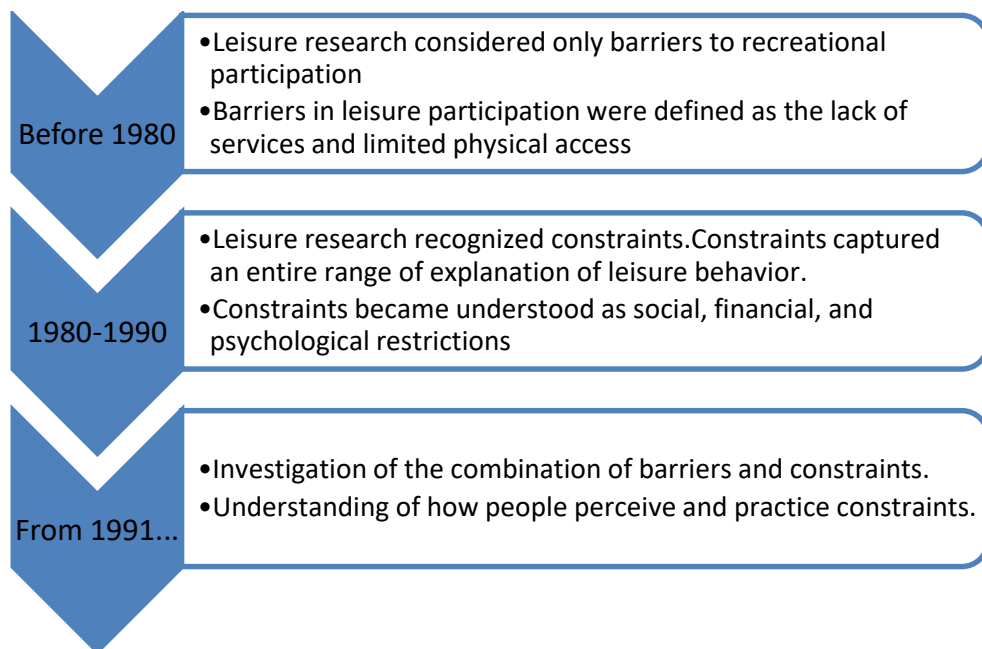 Before 1980
•Leisure research considered only barriers to recreational
participation
•Barriers in leisure participation were defined as the lack of
services and limited physical access
1980-1990
•Leisure research recognized constraints.Constraints captured
an entire range of explanation of leisure behavior.
•Constraints became understood as social, financial, and
psychological restrictions
From 1991...
•Investigation of the combination of barriers and constraints.
•Understanding of how people perceive and practice constraints.